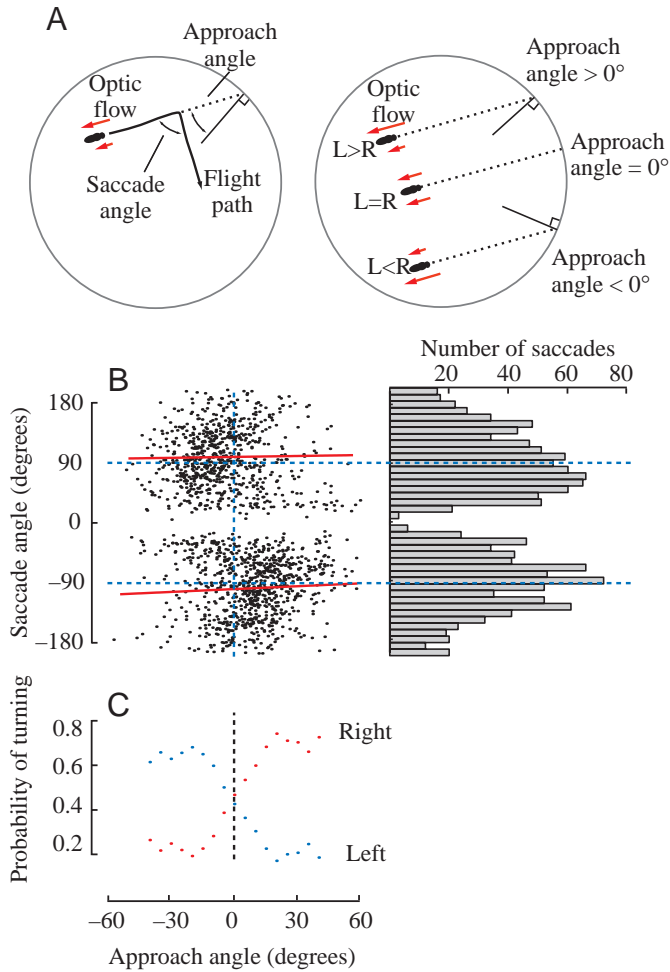 A
Approach
angle
Optic
flow
Saccade
angle
Flight
path
Approach
angle > 0°
Optic
flow
L>R
Approach
angle = 0°
L=R
L<R
Approach
angle < 0°
B
Number of saccades
20 40 60 80
Saccade angle (degrees)
180
90
0
–90
–180
C
Probability of turning
0.8
0.6
0.4
0.2
Right
Left
–60 –30 0 30 60
Approach angle (degrees)